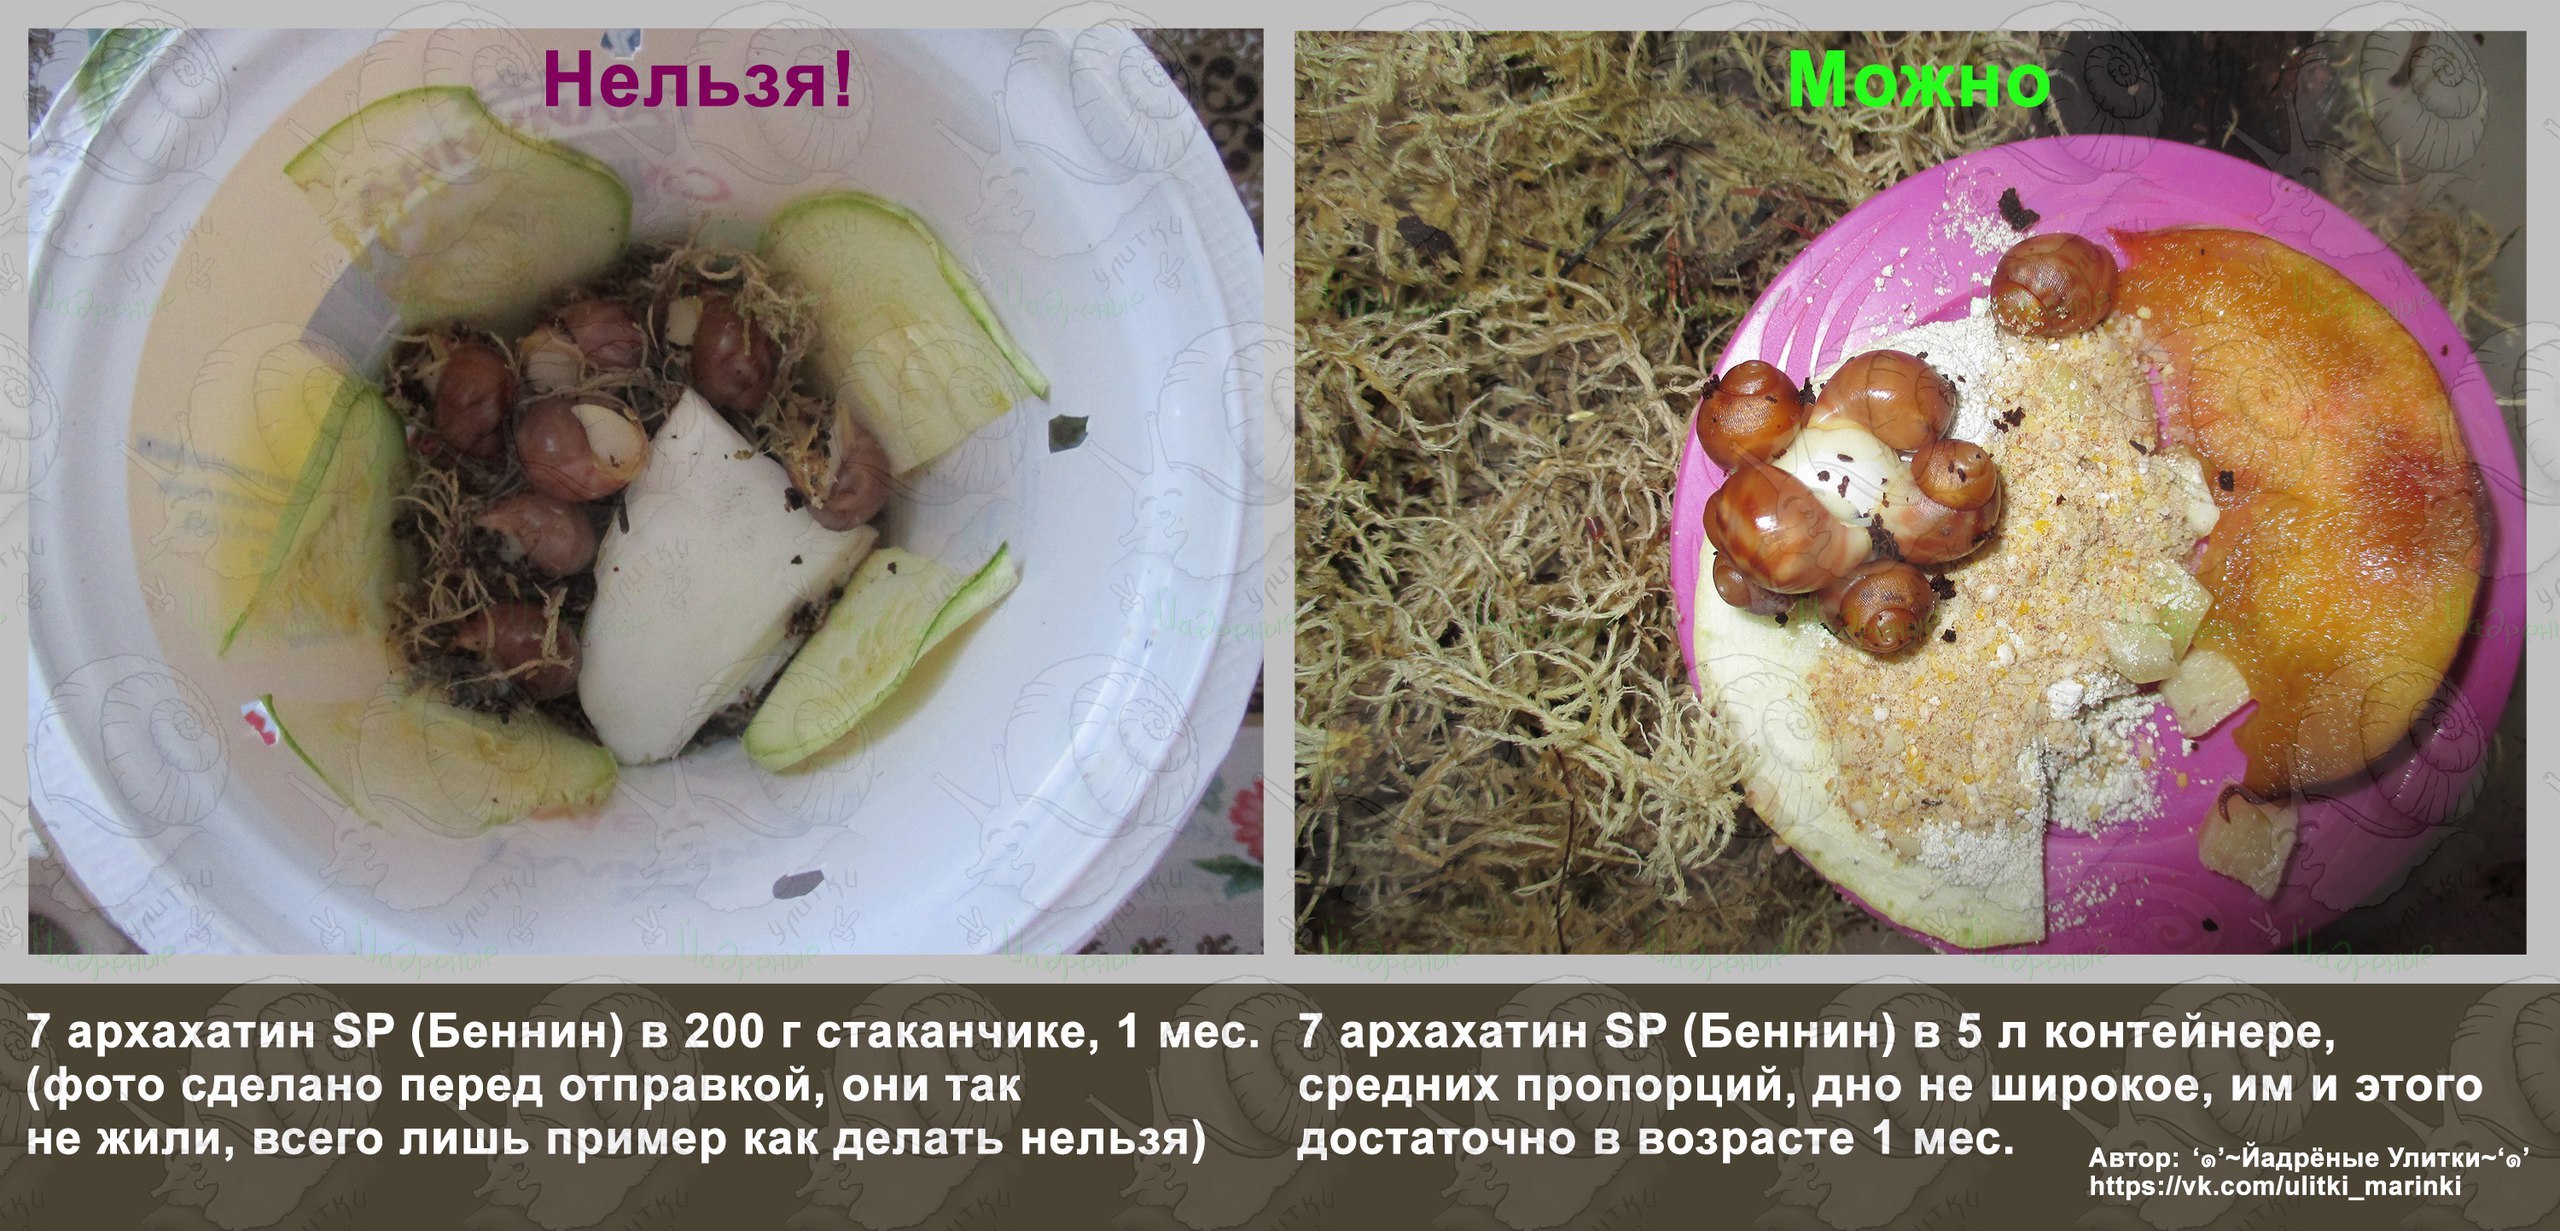 Нельзя!
Можно
7 архахатин SP (Беннин) в 200 г стаканчике, 1 мес.
(фото сделано перед отправкой, они так
не жили, всего лишь пример как делать нельзя)
7 архахатин SP (Беннин) в 5 л контейнере,
средних пропорций, дно не широкое, им и этого
достаточно в возрасте 1 мес.
Автор: ‘๑’~Йадрёные Улитки~‘๑’
https://vk.com/ulitki_marinki